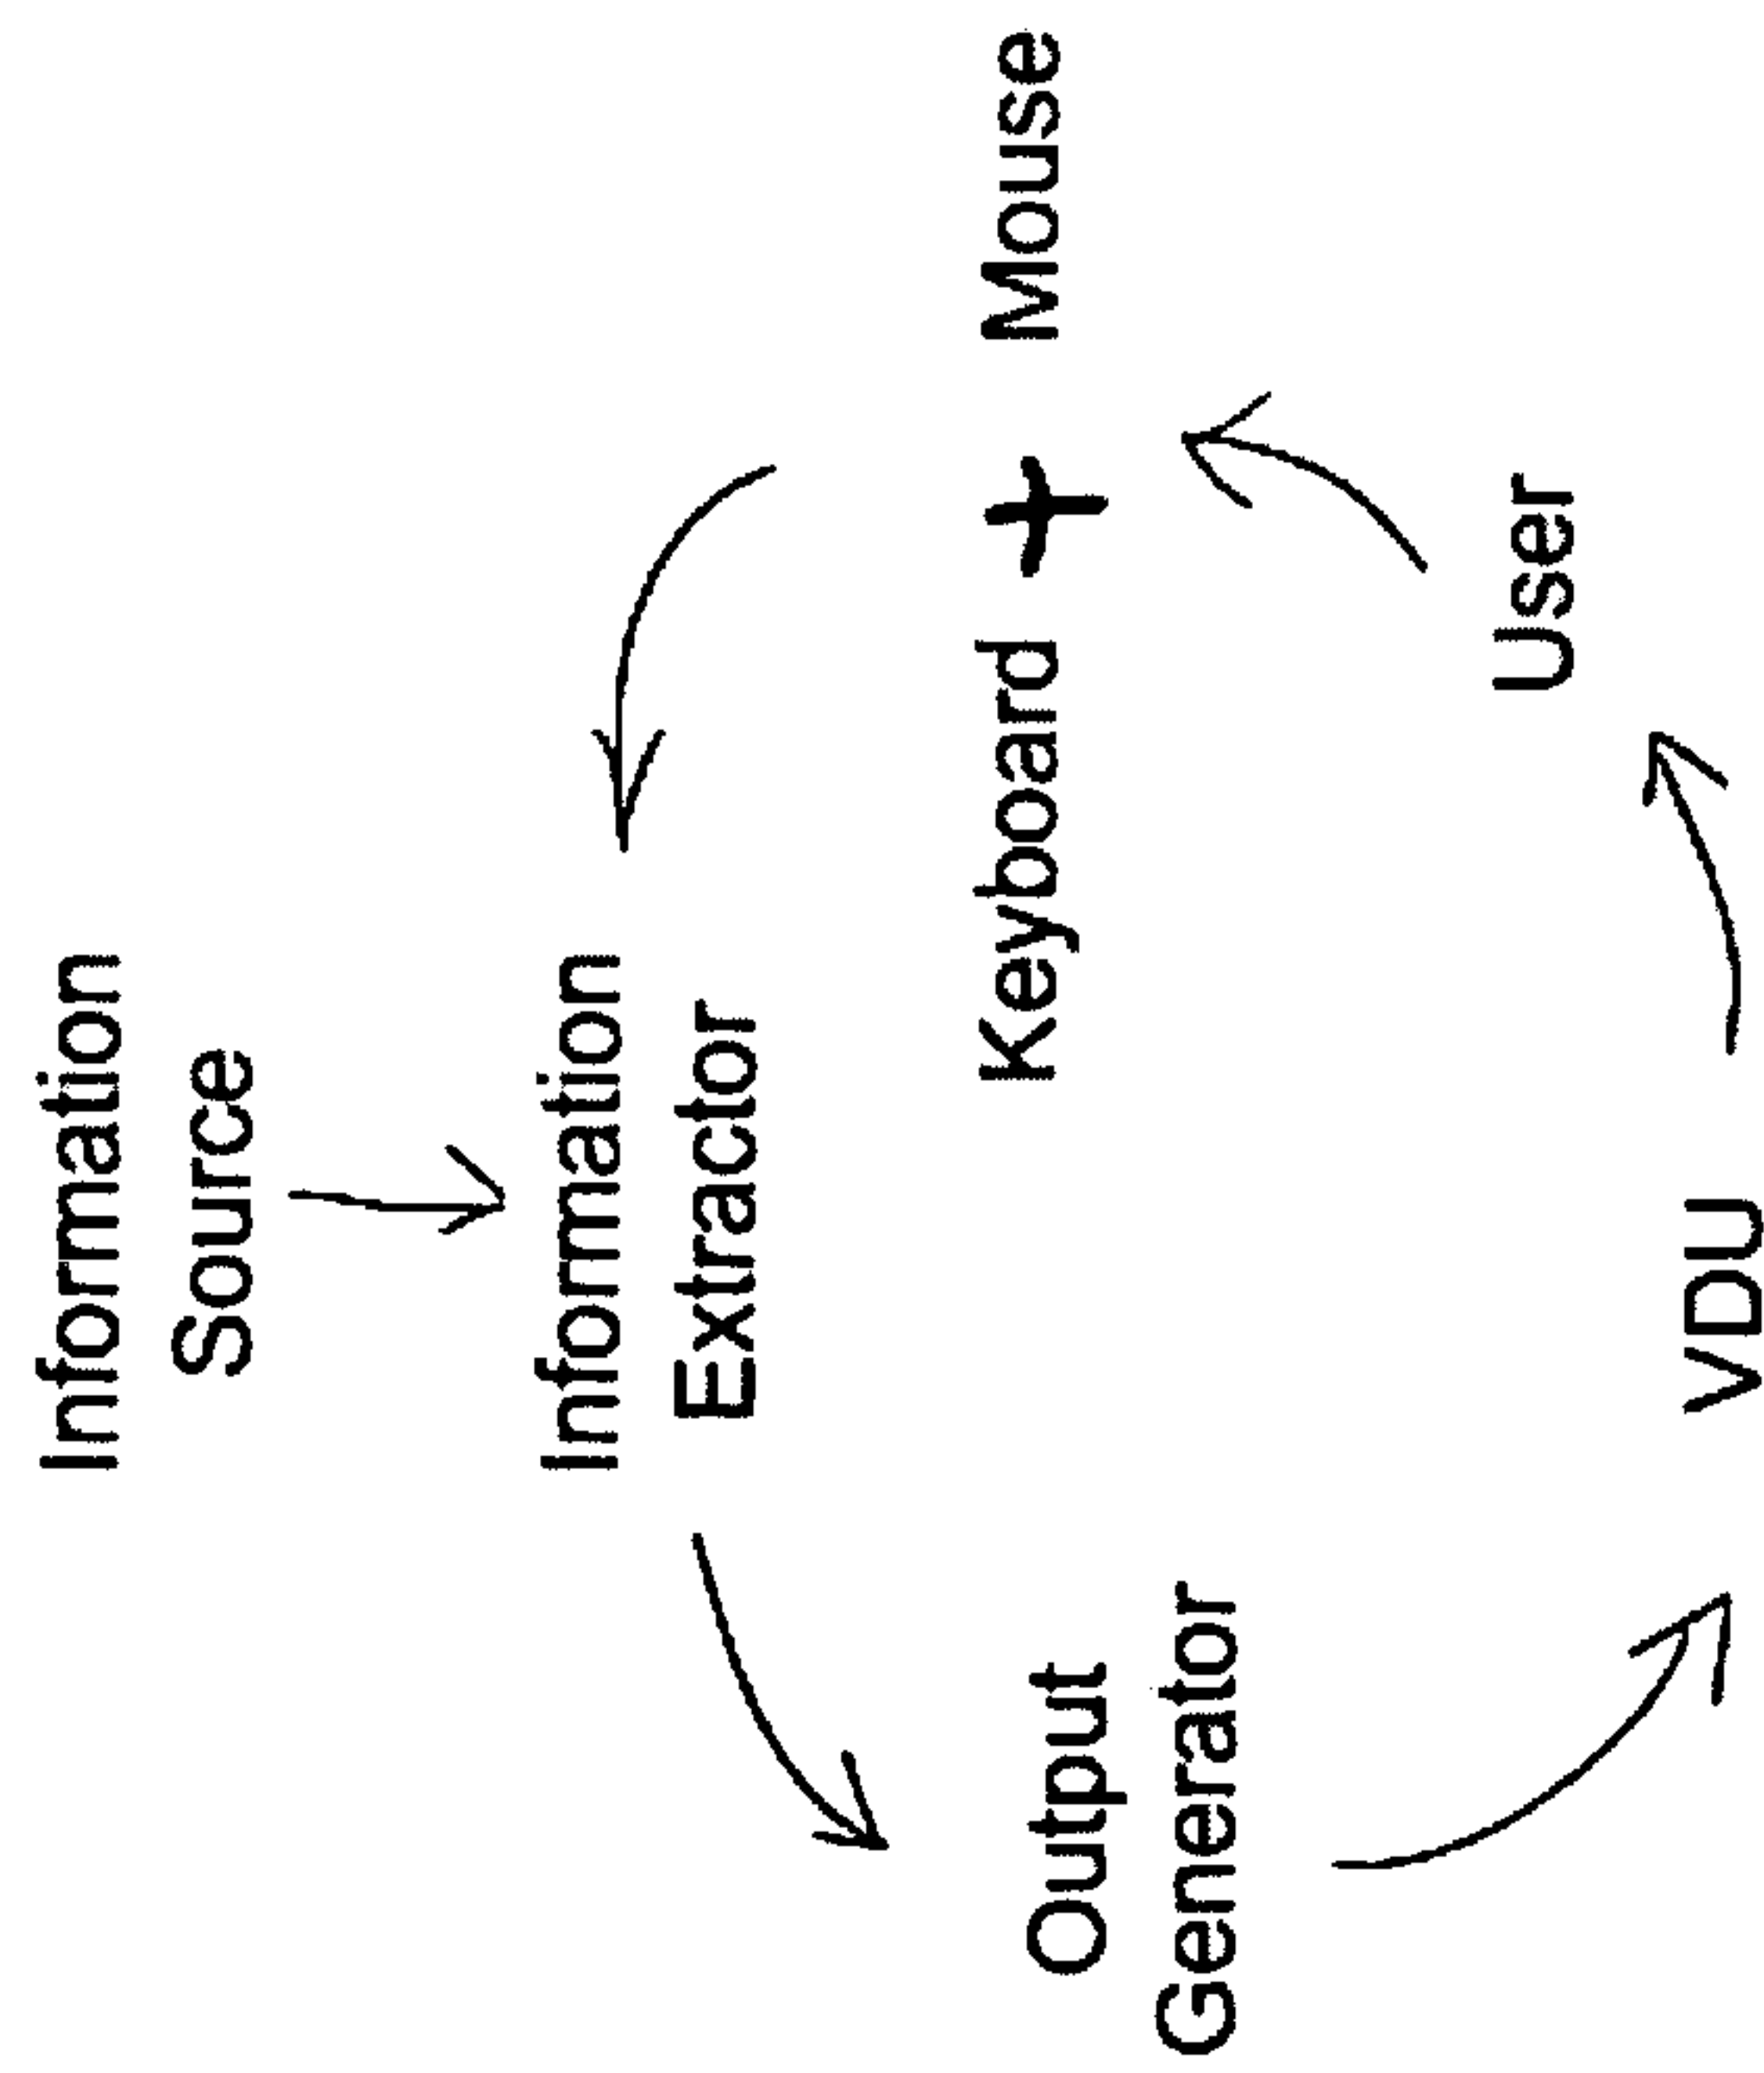 Information
Source
Information
Extractor
Keyboard + Mouse
Output
Generator
User
VDU